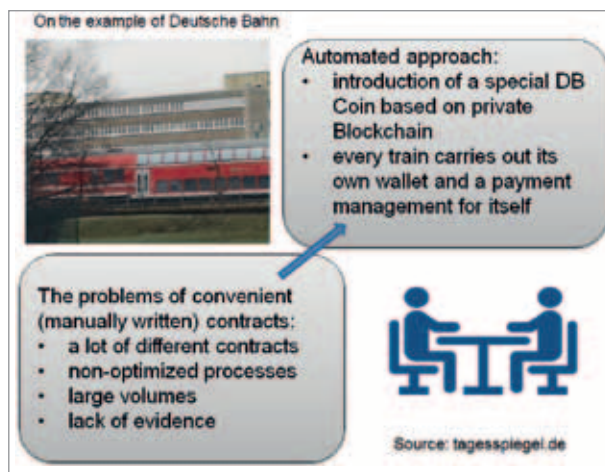 On the example of Deutsche Bahn
Automated approach:
• introduction of a special DB
Coin based on private
Blockchain
• every train carries out its
own wallet and a payment
management for itself
The problems of convenient
(manually written) contracts:
• a lot of different contracts
• non-optimized processes
• large volumes
• lack of evidence
Source: tagesspiegel.de